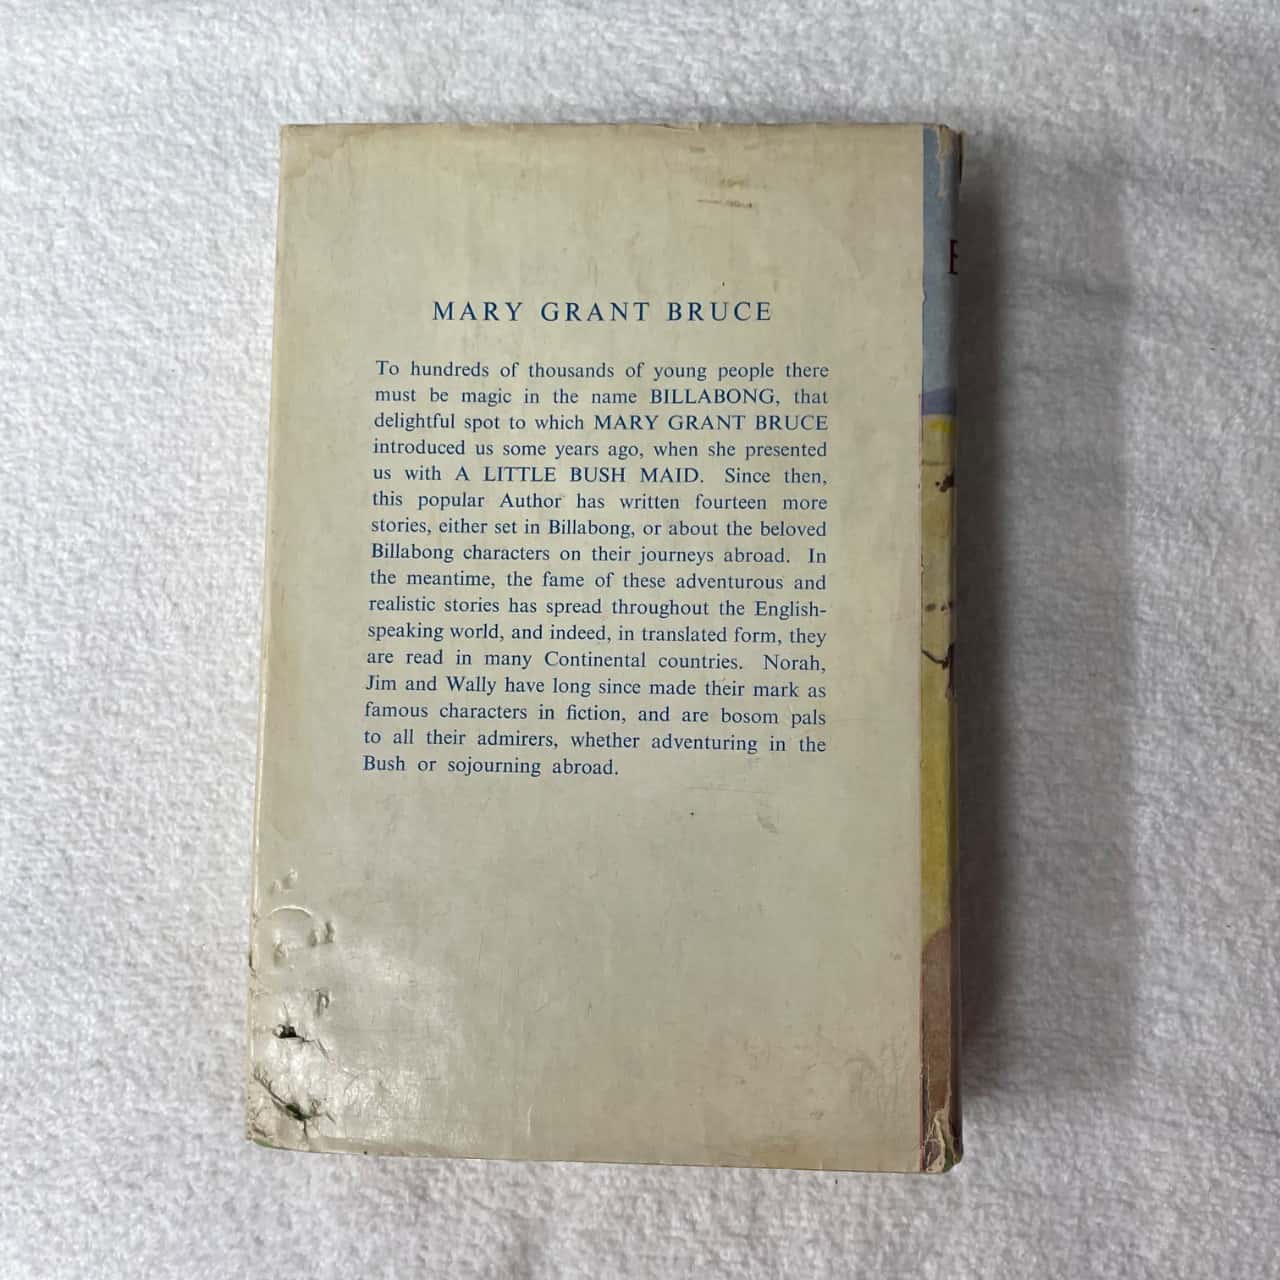 MARY GRANT BRUCE
To hundreds of thousands of young people there
must be magic in the name BILLABONG, that
delightful spot to which MARY GRANT BRUCE
introduced us some years ago, when she presented
us with A LITTLE BUSH MAID. Since then,
this popular Author has written fourteen more
stories, either set in Billabong, or about the beloved
Billabong characters on their journeys abroad. In
the meantime, the fame of these adventurous and
realistic stories has spread throughout the English-
speaking world, and indeed, in translated form, they
are read in many Continental countries. Norah,
Jim and Wally have long since made their mark as
famous characters in fiction, and are bosom pals
to all their admirers, whether adventuring in the
Bush or sojourning abroad.